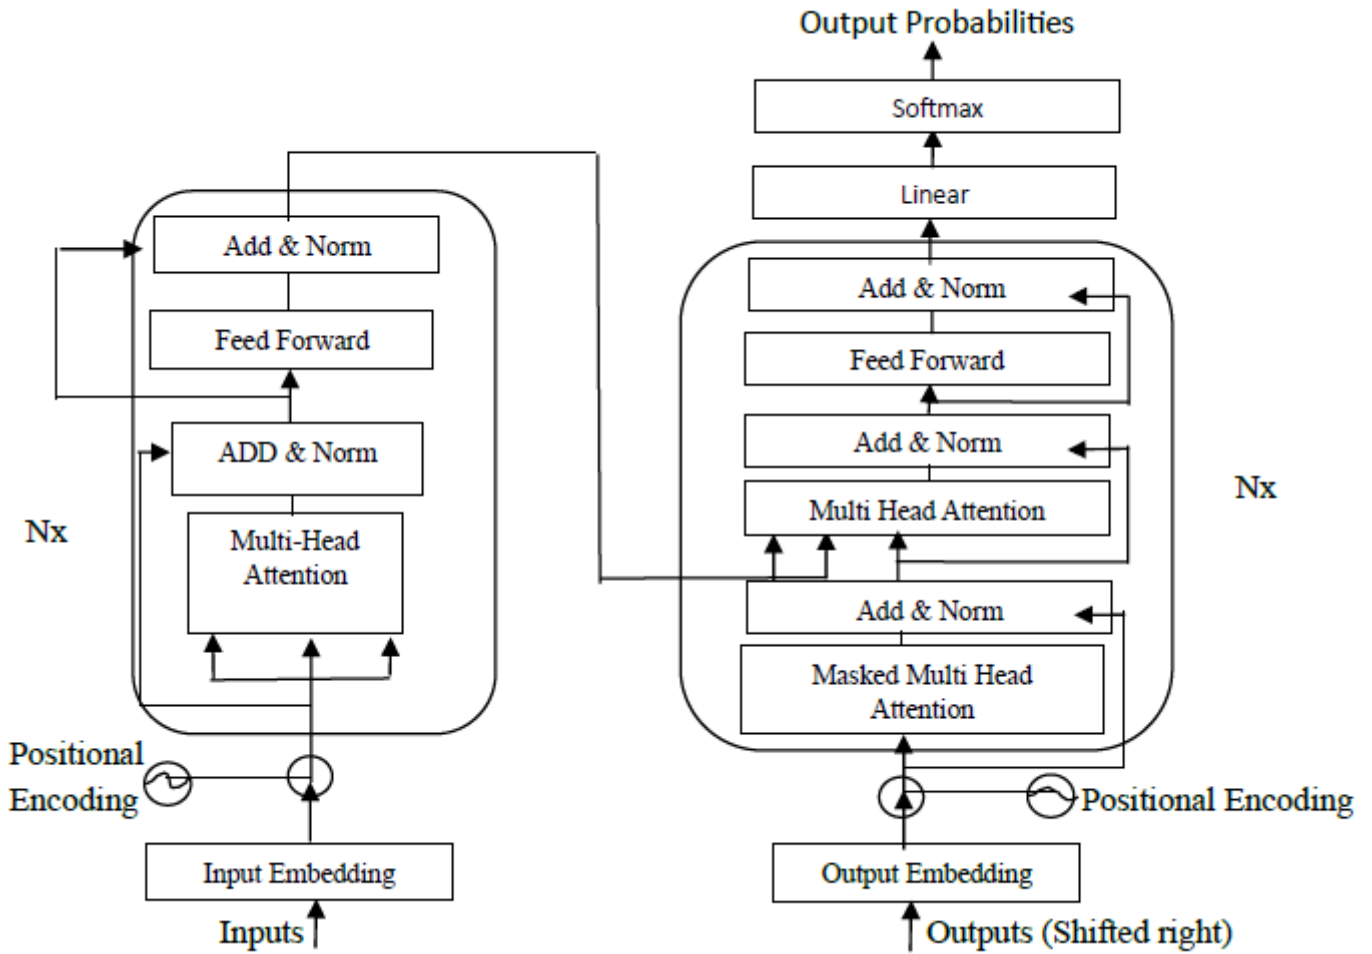 Output Probabilities
Softmax
Linear
Add & Norm
Feed Forward
ADD & Norm
Multi-Head
Attention
Nx
Positional
Encoding
Input Embedding
Inputs
Add & Norm
Feed Forward
Add & Norm
Multi Head Attention
Nx
Add & Norm
Masked Multi Head
Attention
Positional Encoding
Output Embedding
Outputs (Shifted right)